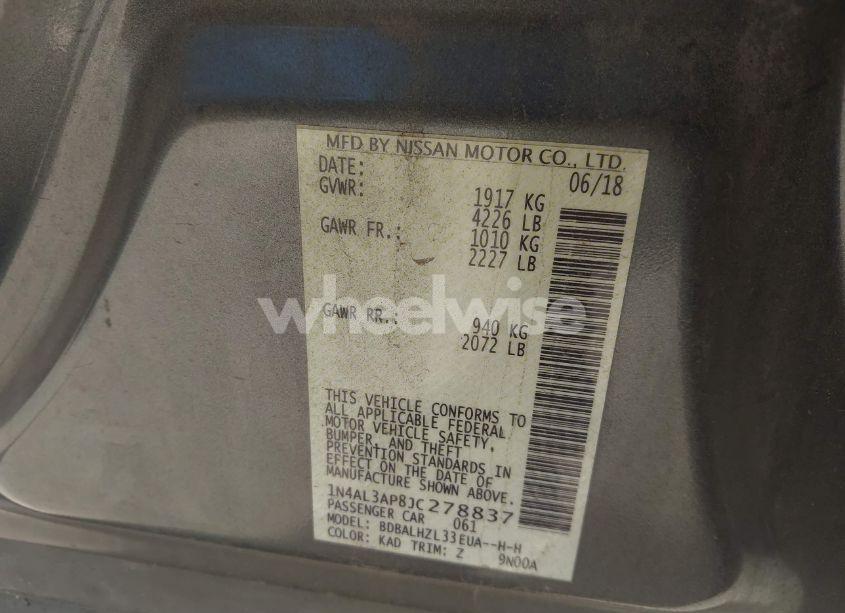 MFD BY NISSAN MOTOR CO., LTD.
DATE: 06/18
GVWR: 1917 KG
4226 LB
GAWR FR.: 1010 KG
2227 LB
wheelwise
GAWR RR.: 940 KG
2072 LB
THIS VEHICLE CONFORMS TO
ALL APPLICABLE FEDERAL
MOTOR VEHICLE SAFETY,
BUMPER, AND THEFT
PREVENTION STANDARDS IN
EFFECT ON THE DATE OF
MANUFACTURE SHOWN ABOVE.
1N4AL3AP8JC278837
PASSENGER CAR 061
MODEL: BDBALHZL33EUA--H-H
COLOR: KAD TRIM: Z 9N00A